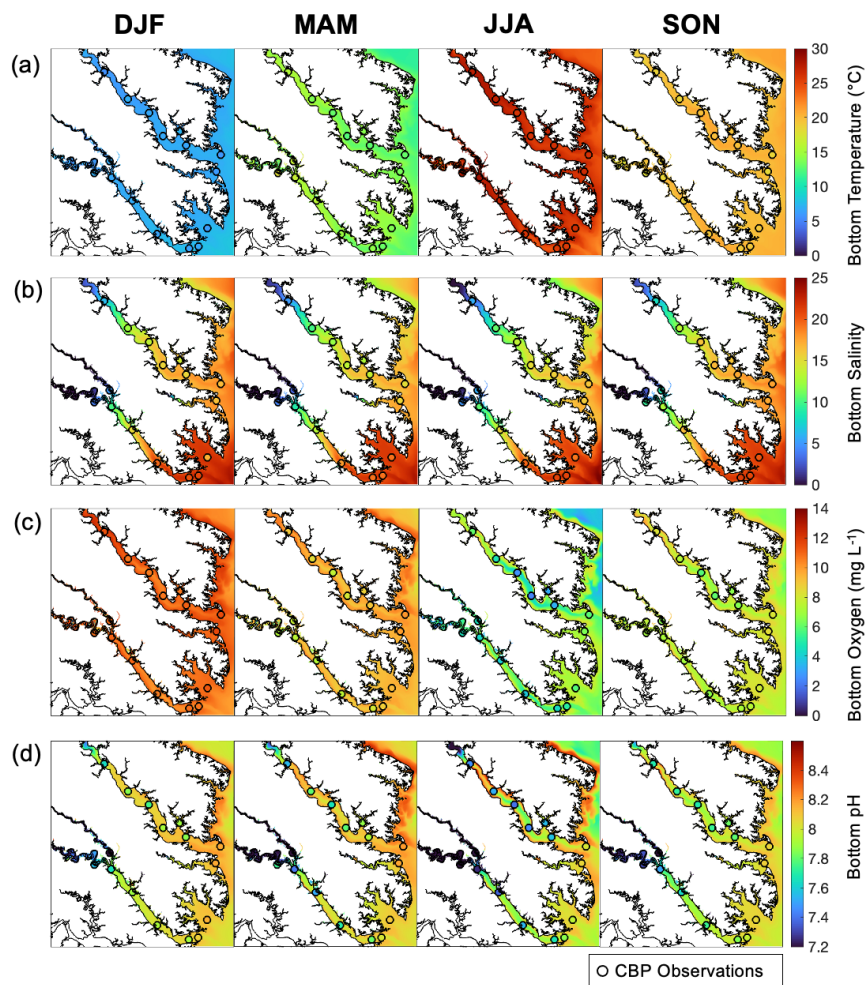 DJF MAM JJA SON
(a)
30
25
20
15
10
5
0
Bottom Temperature (°C)
(b)
25
20
15
10
5
0
Bottom Salinity
(c)
14
12
10
8
6
4
2
0
Bottom Oxygen (mg L⁻¹)
(d)
8.4
8.2
8
7.8
7.6
7.4
7.2
Bottom pH
CBP Observations